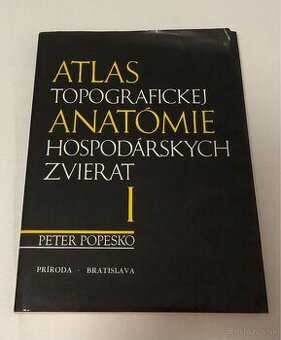 ATLAS
TOPOGRAFICKEJ
ANATÓMIE
HOSPODÁRSKYCH
ZVIERAT
I
PETER POPESKO
PRÍRODA · BRATISLAVA